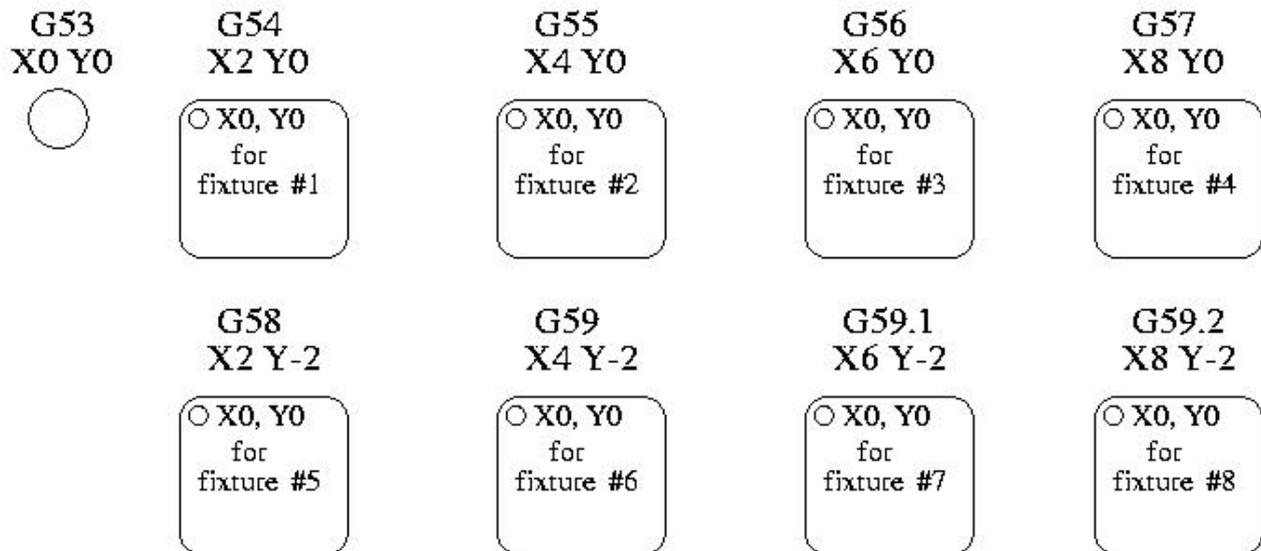 G53 G54 G55 G56 G57
X0 Y0 X2 Y0 X4 Y0 X6 Y0 X8 Y0
X0, Y0 X0, Y0 X0, Y0 X0, Y0
for for for for
fixture #1 fixture #2 fixture #3 fixture #4
G58 G59 G59.1 G59.2
X2 Y-2 X4 Y-2 X6 Y-2 X8 Y-2
X0, Y0 X0, Y0 X0, Y0 X0, Y0
for for for for
fixture #5 fixture #6 fixture #7 fixture #8